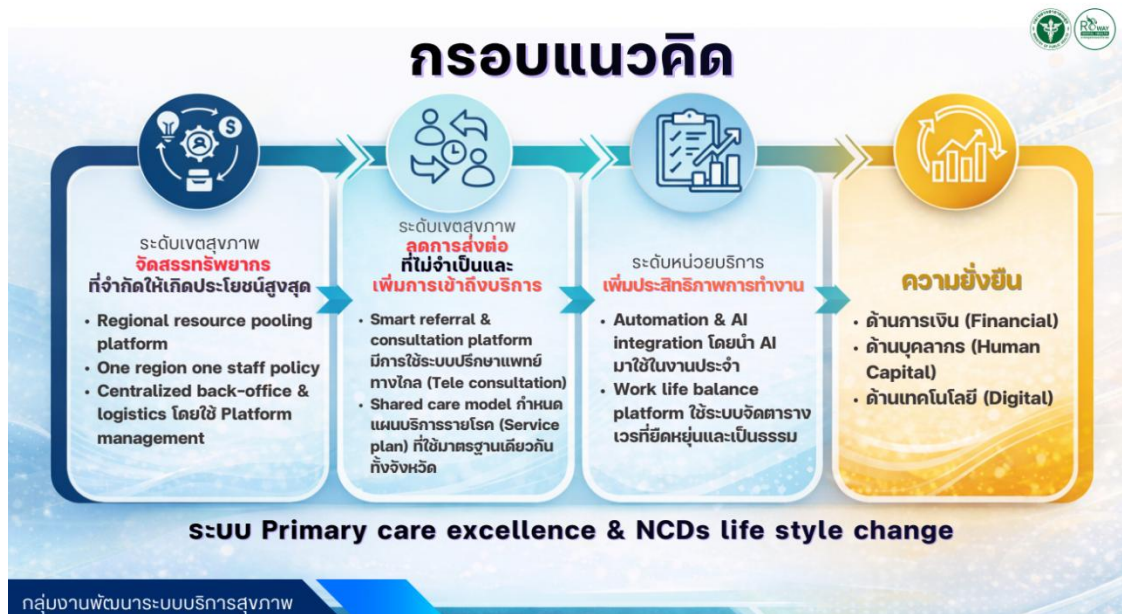 กรอบแนวคิด
ระดับเขตสุขภาพ
จัดสรรทรัพยากร
ที่จำกัดให้เกิดประโยชน์สูงสุด
• Regional resource pooling
platform
• One region one staff policy
• Centralized back-office &
logistics โดยใช้ Platform
management
ระดับเขตสุขภาพ
ลดการส่งต่อ
ที่ไม่จำเป็นและ
เพิ่มการเข้าถึงบริการ
• Smart referral &
consultation platform
มีการใช้ระบบปรึกษาแพทย์
ทางไกล (Tele consultation)
• Shared care model กำหนด
แผนบริการรายโรค (Service
plan) ที่ใช้มาตรฐานเดียวกัน
ทั้งจังหวัด
ระดับหน่วยบริการ
เพิ่มประสิทธิภาพการทำงาน
• Automation & AI
integration โดยนำ AI
มาใช้ในงานประจำ
• Work life balance
platform ใช้ระบบจัดตาราง
เวรที่ยืดหยุ่นและเป็นธรรม
ความยั่งยืน
• ด้านการเงิน (Financial)
• ด้านบุคลากร (Human
Capital)
• ด้านเทคโนโลยี (Digital)
ระบบ Primary care excellence & NCDs life style change
กลุ่มงานพัฒนาระบบบริการสุขภาพ